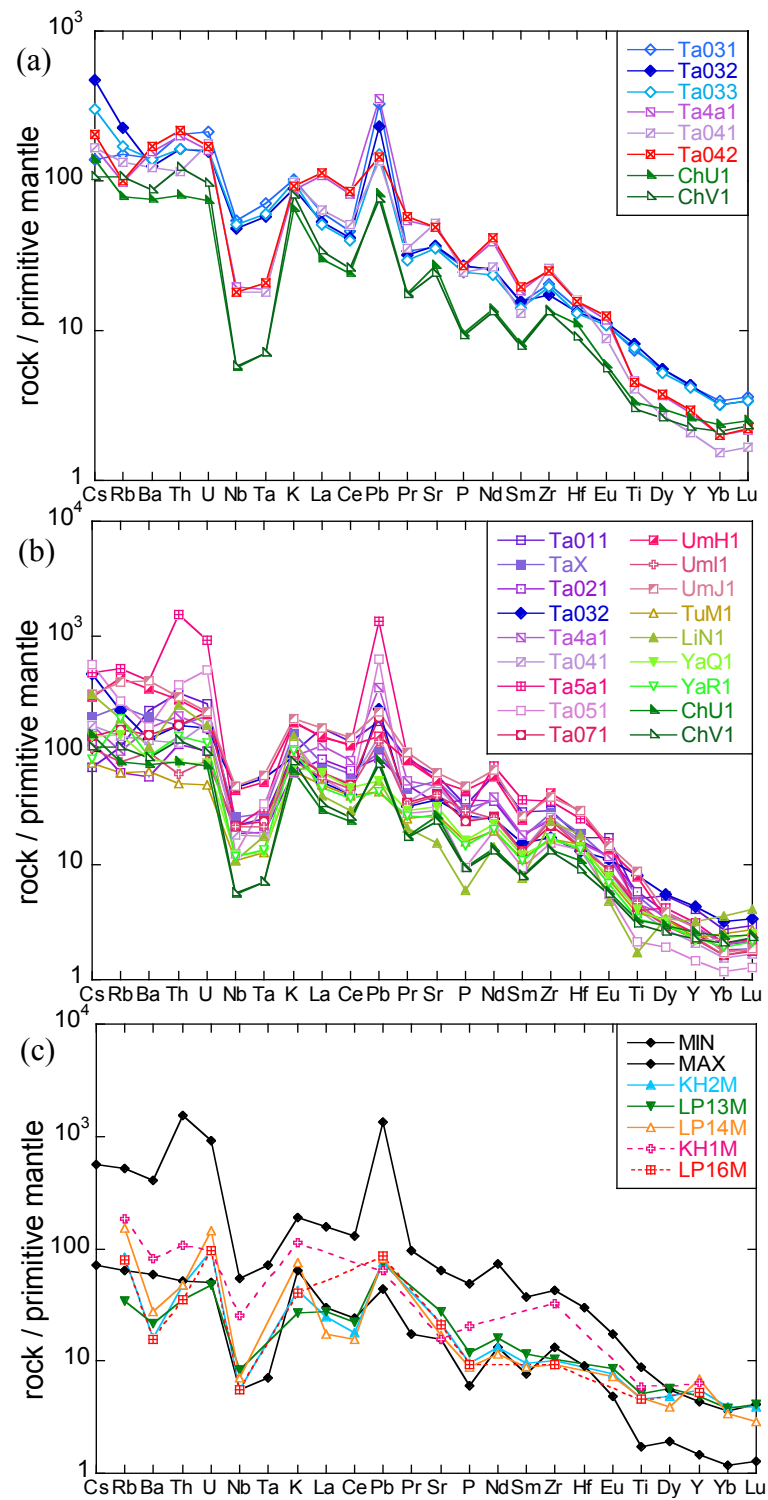 (a)
rock / primitive mantle
10³
100
10
1
Ta031
Ta032
Ta033
Ta4a1
Ta041
Ta042
ChU1
ChV1
Cs Rb Ba Th U Nb Ta K La Ce Pb Pr Sr P Nd Sm Zr Hf Eu Ti Dy Y Yb Lu
(b)
rock / primitive mantle
10⁴
1000
100
10
1
Ta011 UmH1
TaX UmI1
Ta021 UmJ1
Ta032 TuM1
Ta4a1 LiN1
Ta041 YaQ1
Ta5a1 YaR1
Ta051 ChU1
Ta071 ChV1
Cs Rb Ba Th U Nb Ta K La Ce Pb Pr Sr P Nd Sm Zr Hf Eu Ti Dy Y Yb Lu
(c)
rock / primitive mantle
10⁴
1000
100
10
1
MIN
MAX
KH2M
LP13M
LP14M
KH1M
LP16M
Cs Rb Ba Th U Nb Ta K La Ce Pb Pr Sr P Nd Sm Zr Hf Eu Ti Dy Y Yb Lu